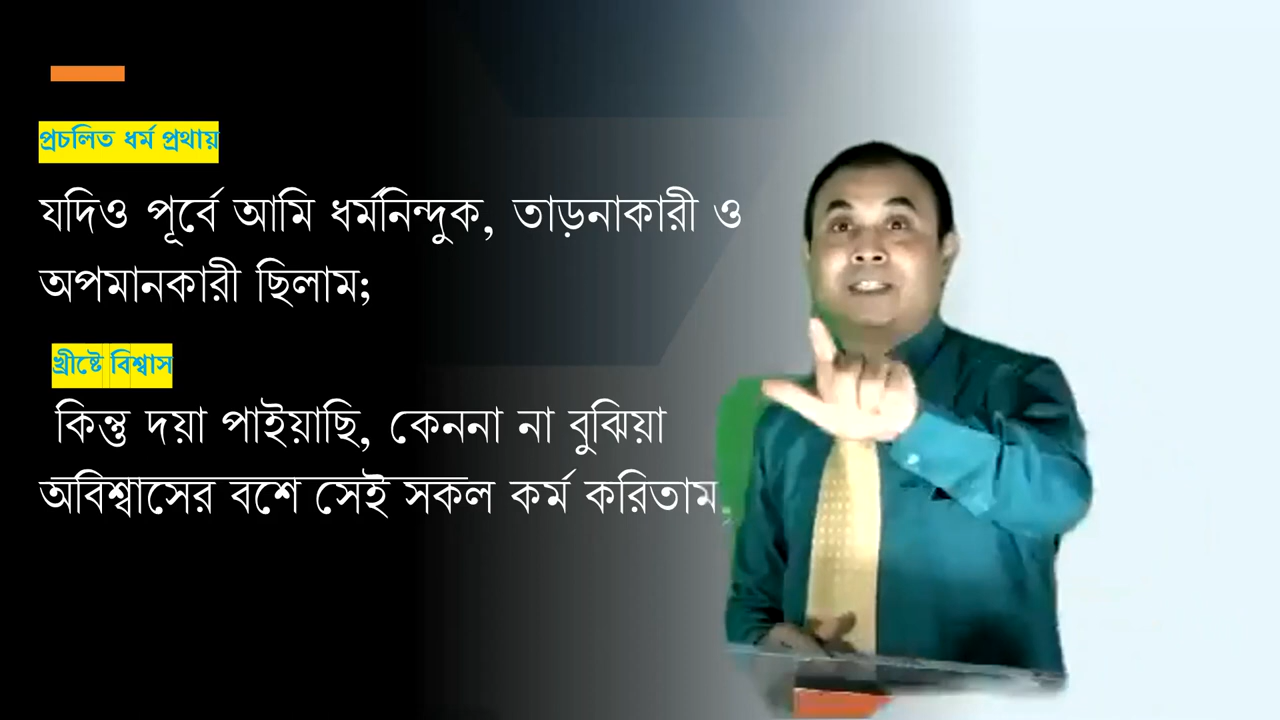 প্রচলিত ধর্ম প্রথায়
যদিও পূর্বে আমি ধর্মনিন্দুক, তাড়নাকারী ও
অপমানকারী ছিলাম;
খ্রীষ্টে বিশ্বাস
কিন্তু দয়া পাইয়াছি, কেননা না বুঝিয়া
অবিশ্বাসের বশে সেই সকল কর্ম করিতাম